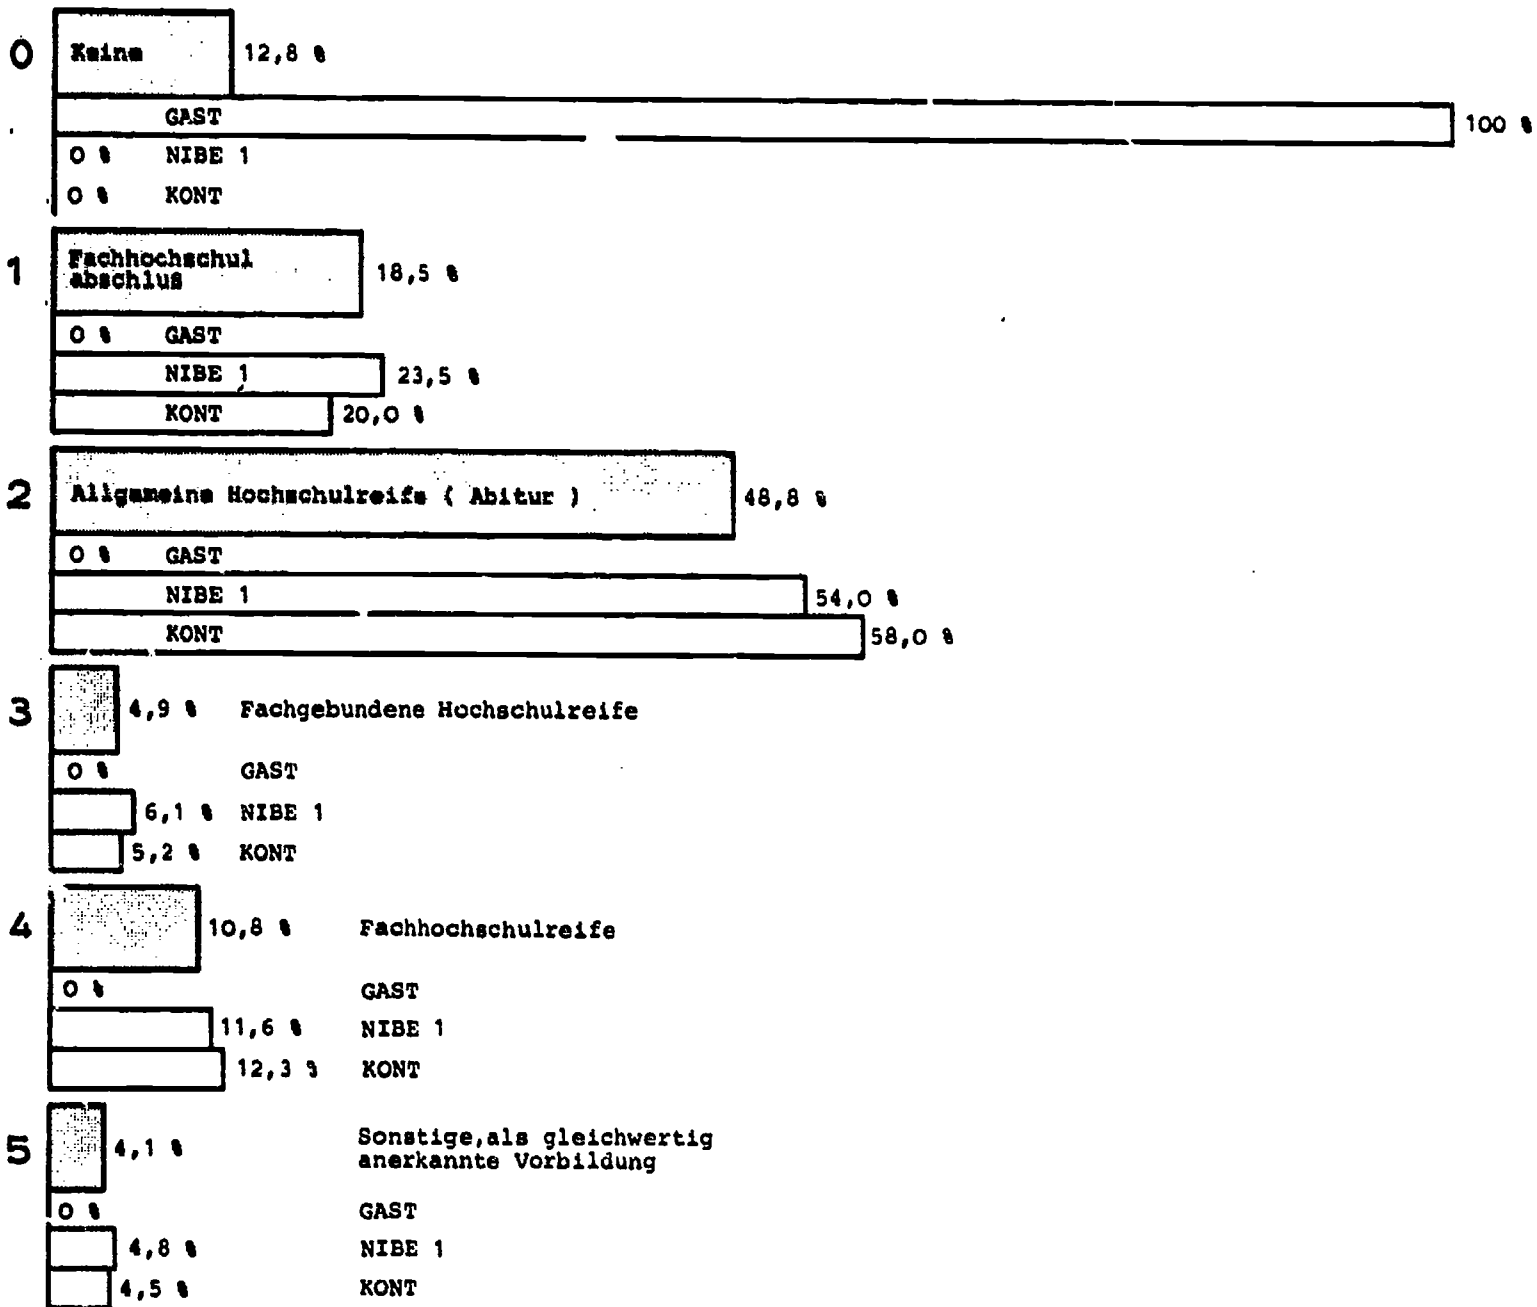 0 Keine 12,8 %
GAST 100 %
0 % NIBE 1
0 % KONT
1 Fachhochschul 18,5 %
abschluß
0 % GAST
NIBE 1 23,5 %
KONT 20,0 %
2 Allgemeine Hochschulreife ( Abitur ) 48,8 %
0 % GAST
NIBE 1 54,0 %
KONT 58,0 %
3 4,9 % Fachgebundene Hochschulreife
0 % GAST
6,1 % NIBE 1
5,2 % KONT
4 10,8 % Fachhochschulreife
0 % GAST
11,6 % NIBE 1
12,3 % KONT
5 4,1 % Sonstige,als gleichwertig
anerkannte Vorbildung
0 % GAST
4,8 % NIBE 1
4,5 % KONT